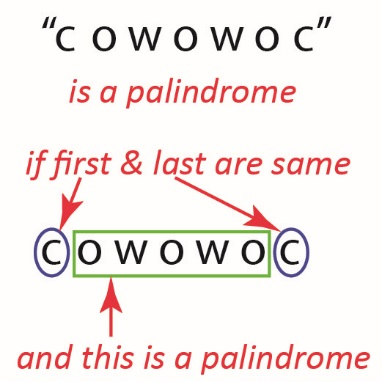 “c o w o w o c”
is a palindrome
if first & last are same
c o w o w o c
and this is a palindrome